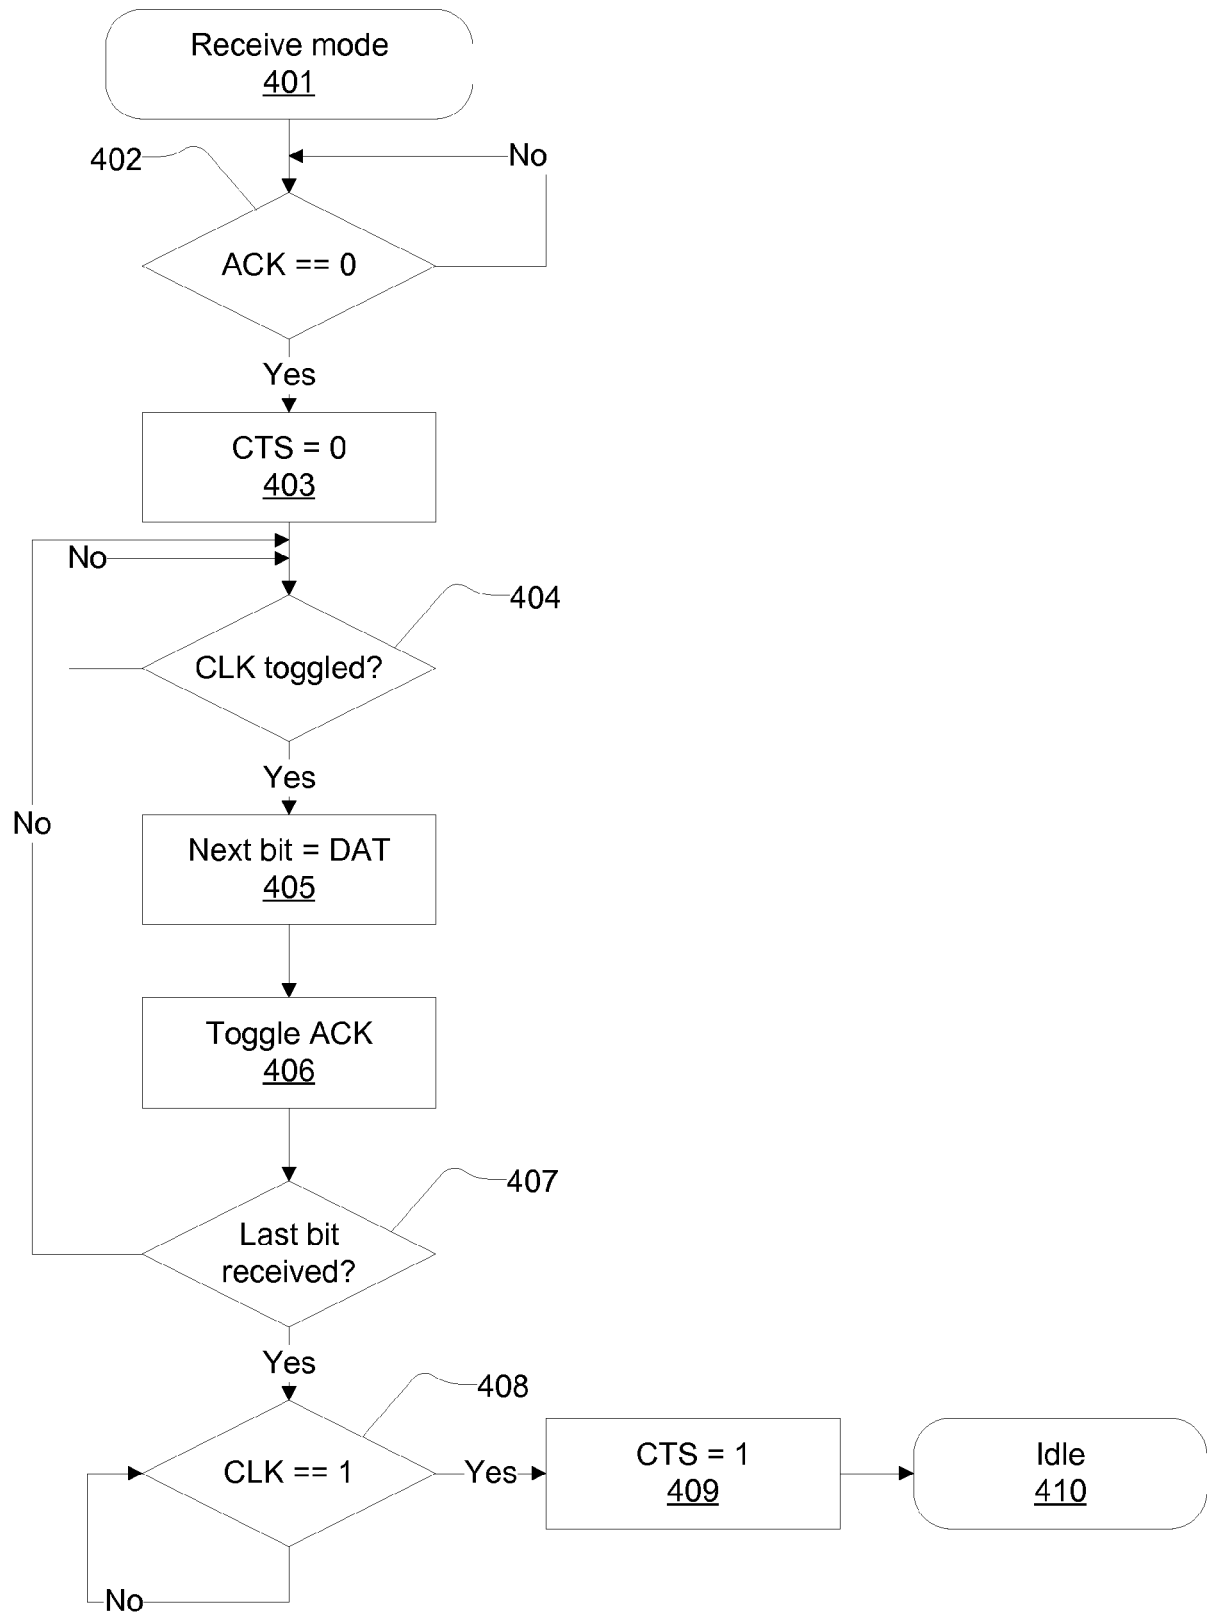 Receive mode
401
402
No
ACK == 0
Yes
CTS = 0
403
No
404
CLK toggled?
Yes
No
Next bit = DAT
405
Toggle ACK
406
407
Last bit
received?
Yes
408
CLK == 1
Yes
CTS = 1
409
Idle
410
No